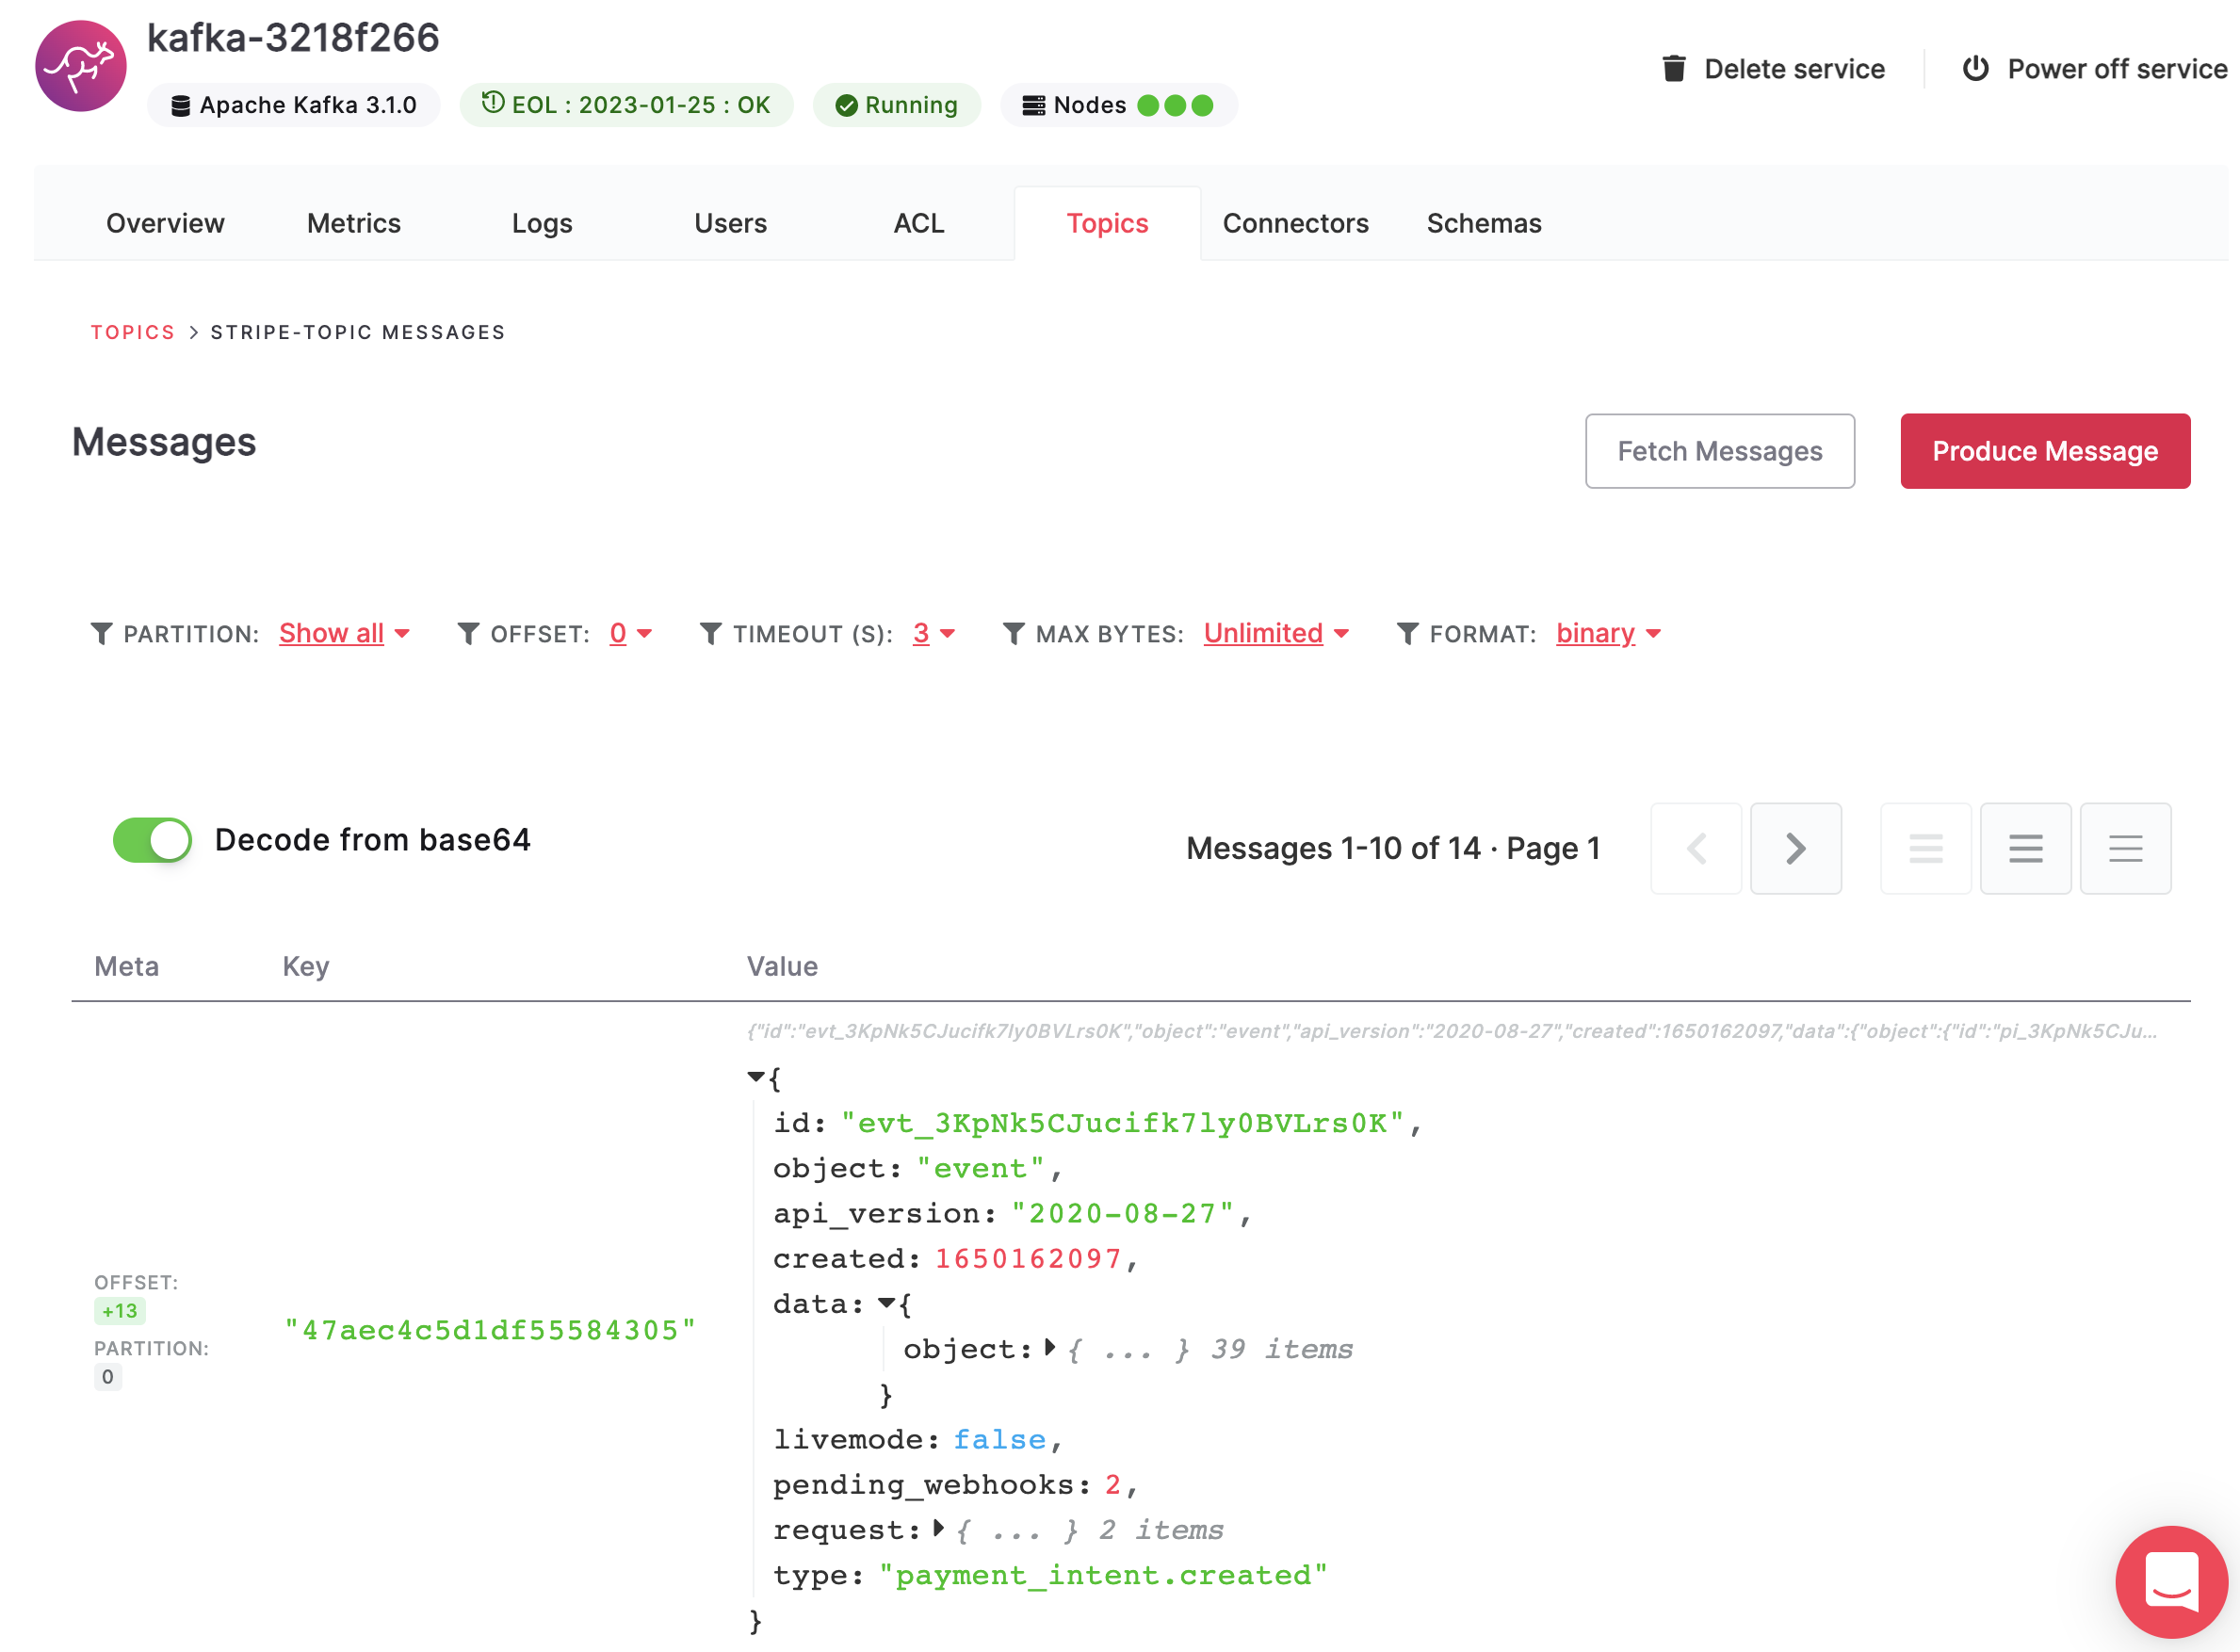 kafka-3218f266
Apache Kafka 3.1.0 EOL : 2023-01-25 : OK Running Nodes
Delete service Power off service
Overview Metrics Logs Users ACL Topics Connectors Schemas
TOPICS > STRIPE-TOPIC MESSAGES
Messages
Fetch Messages Produce Message
PARTITION: Show all OFFSET: 0 TIMEOUT (S): 3 MAX BYTES: Unlimited FORMAT: binary
Decode from base64 Messages 1-10 of 14 · Page 1
Meta Key Value
{"id":"evt_3KpNk5CJucifk7ly0BVLrs0K","object":"event","api_version":"2020-08-27","created":1650162097,"data":{"object":{"id":"pi_3KpNk5CJu...
{
id: "evt_3KpNk5CJucifk7ly0BVLrs0K",
object: "event",
api_version: "2020-08-27",
created: 1650162097,
data: {
object: { ... } 39 items
}
livemode: false,
pending_webhooks: 2,
request: { ... } 2 items
type: "payment_intent.created"
}
OFFSET:
+13
PARTITION:
0
"47aec4c5d1df55584305"